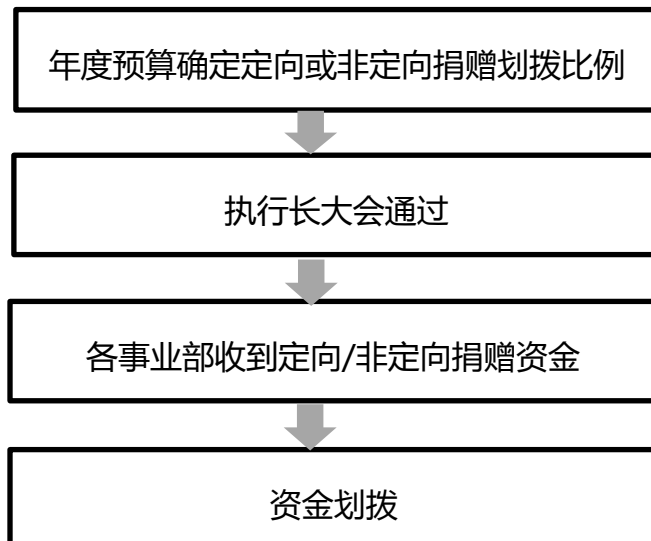 年度预算确定定向或非定向捐赠划拨比例
执行长大会通过
各事业部收到定向/非定向捐赠资金
资金划拨